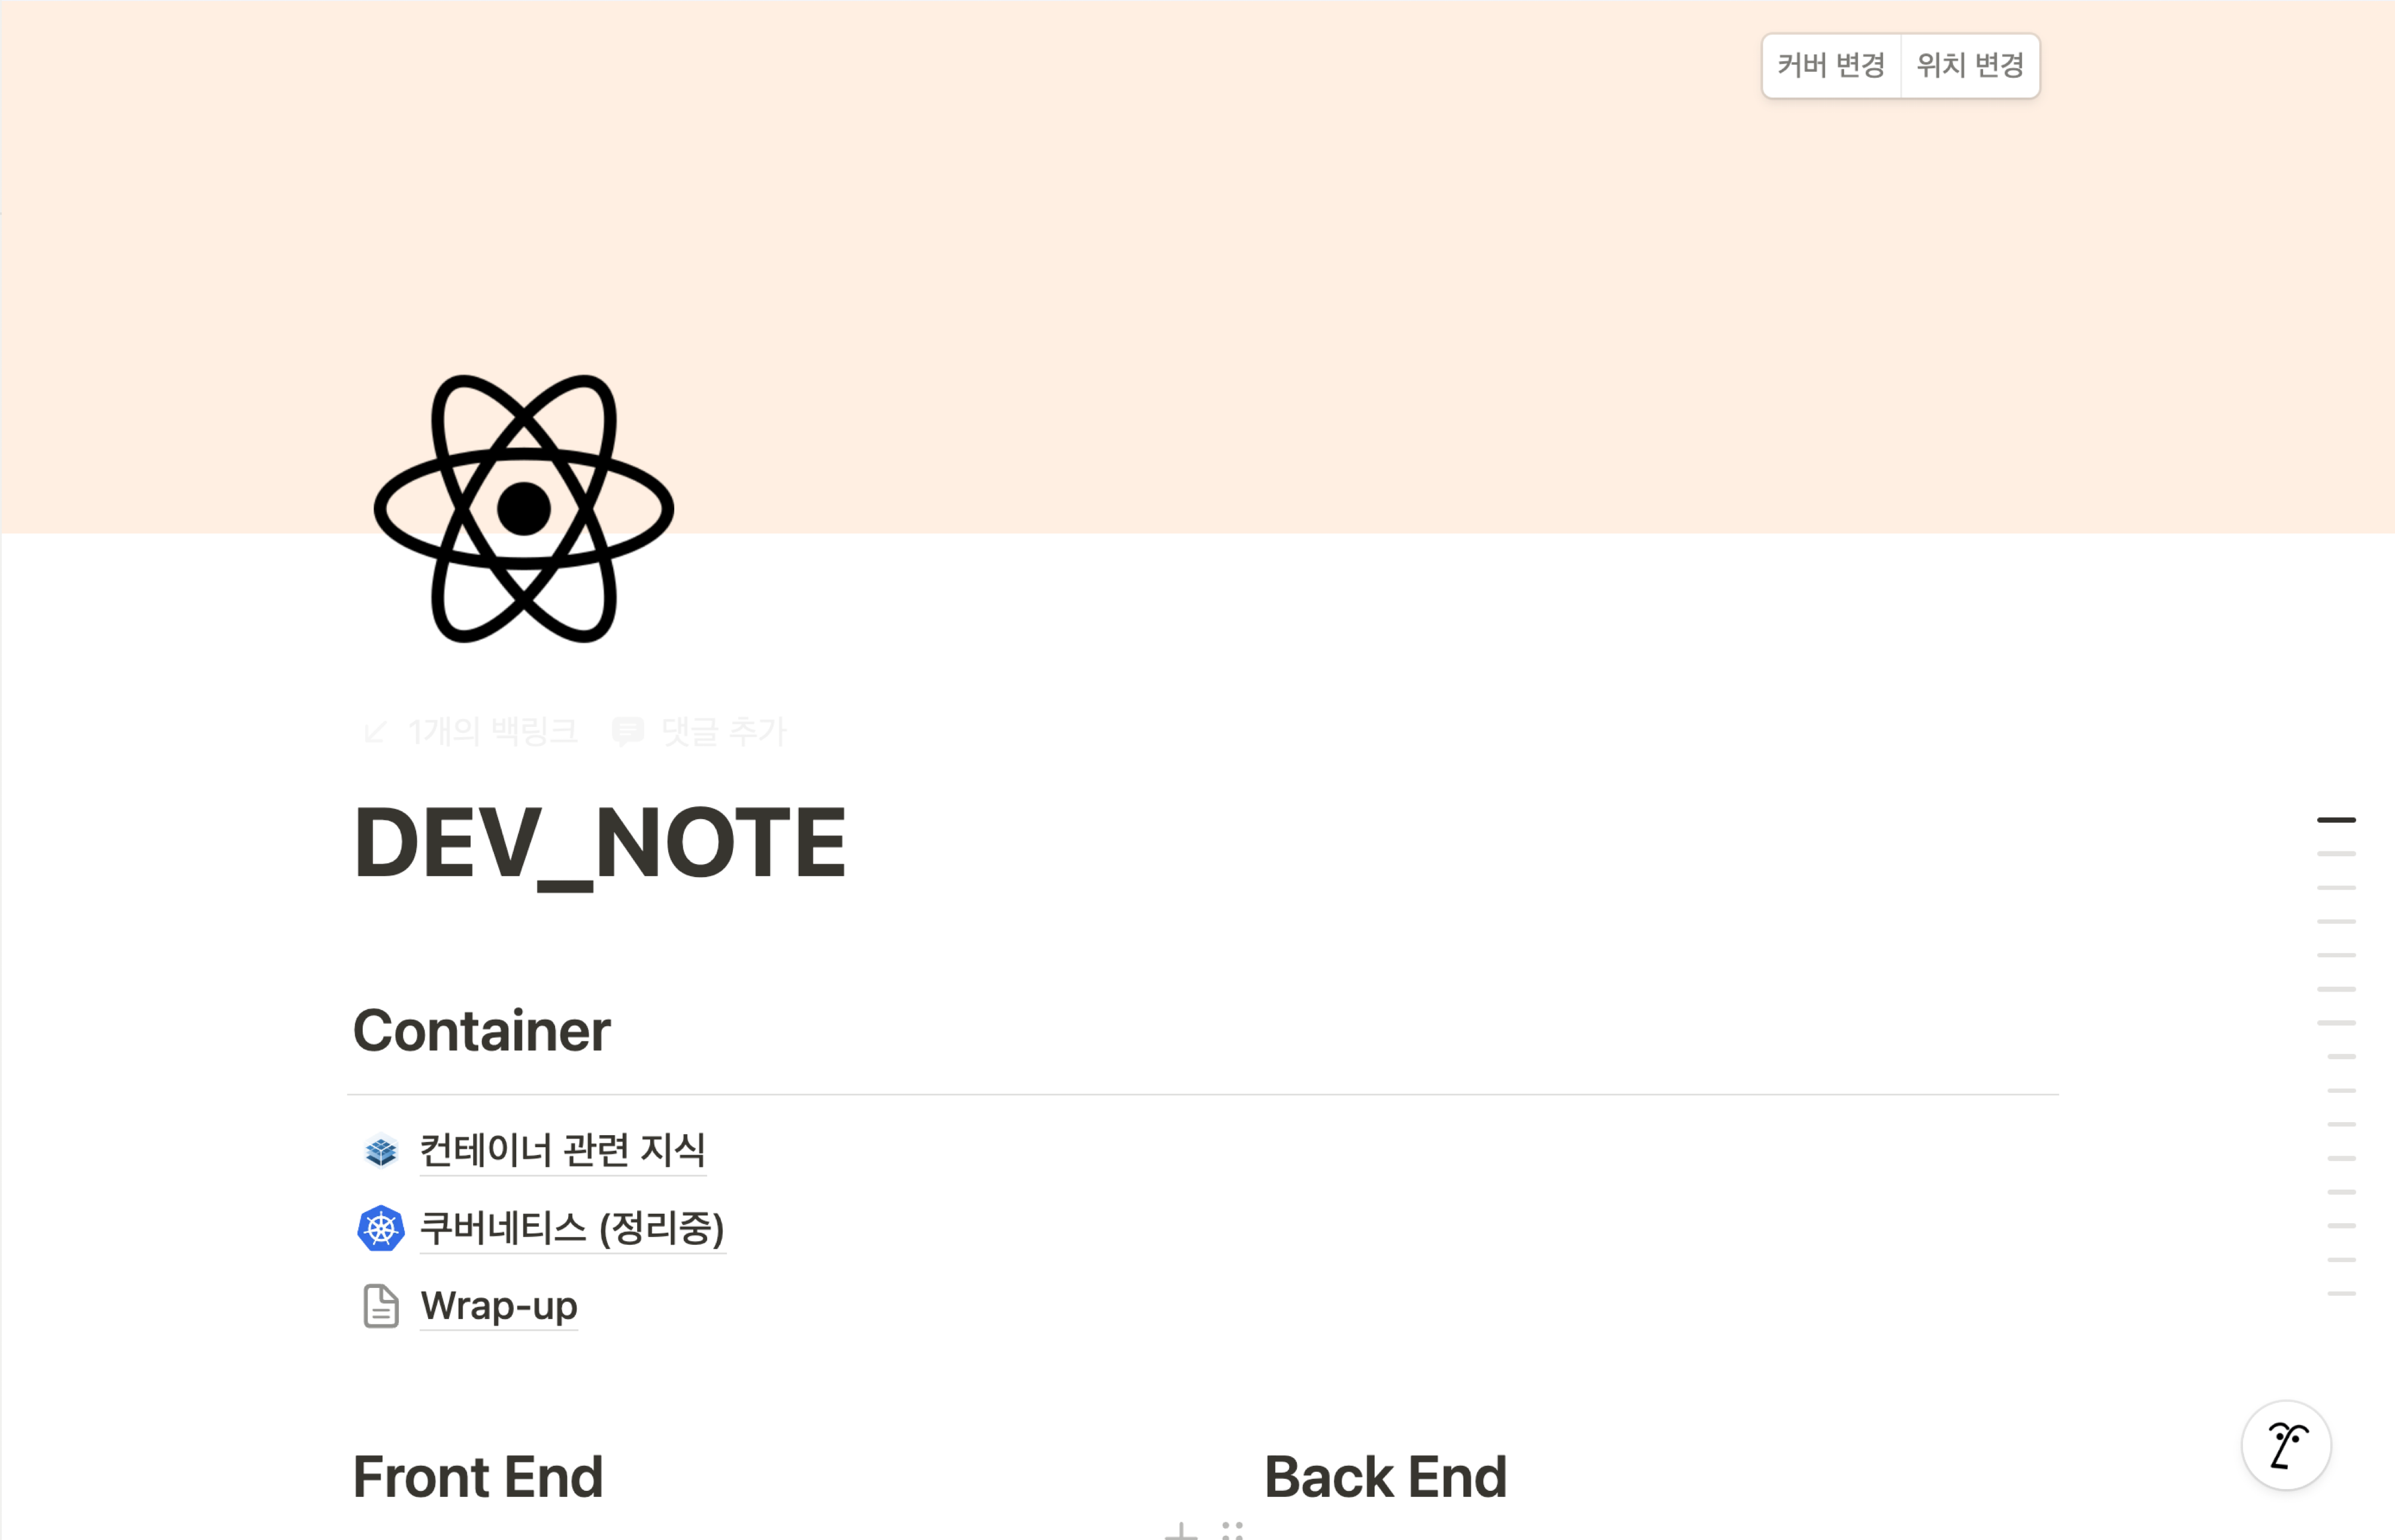 커버 변경 위치 변경
1개의 백링크 댓글 추가
DEV_NOTE
Container
컨테이너 관련 지식
쿠버네티스 (정리중)
Wrap-up
Front End Back End